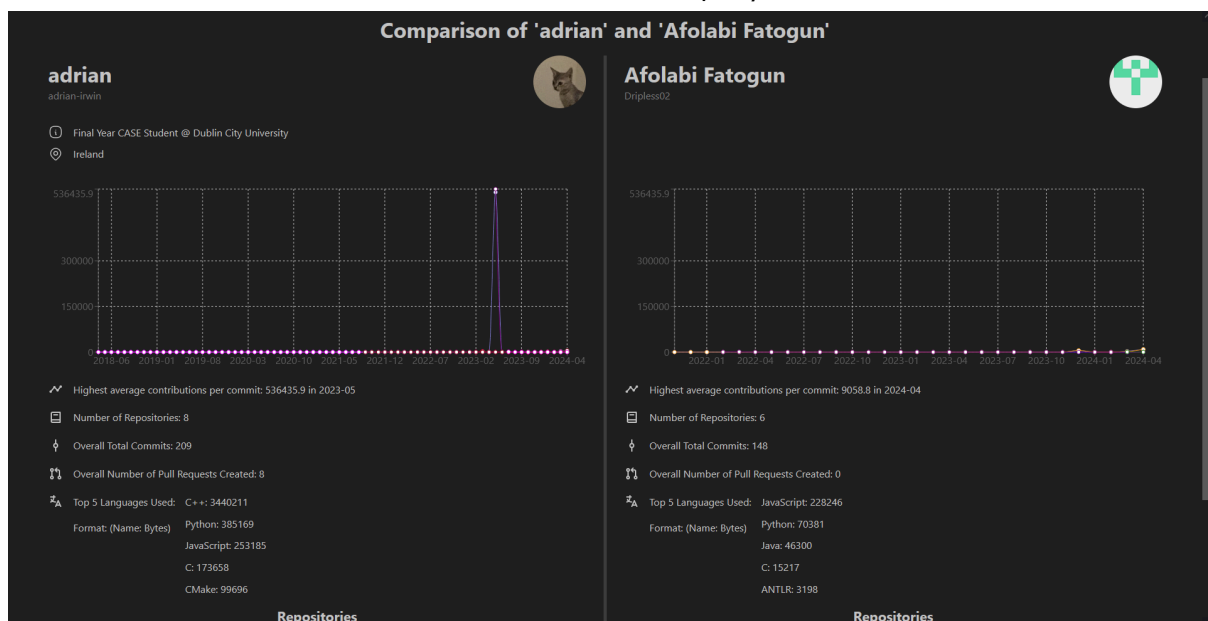 Comparison of 'adrian' and 'Afolabi Fatogun'
adrian
adrian-irwin
Final Year CASE Student @ Dublin City University
Ireland
536435.9
300000
150000
0
2018-06 2019-01 2019-08 2020-03 2020-10 2021-05 2021-12 2022-07 2023-02 2023-09 2024-04
Highest average contributions per commit: 536435.9 in 2023-05
Number of Repositories: 8
Overall Total Commits: 209
Overall Number of Pull Requests Created: 8
Top 5 Languages Used: C++: 3440211
Format: (Name: Bytes) Python: 385169
JavaScript: 253185
C: 173658
CMake: 99696
Repositories
Afolabi Fatogun
Dripless02
536435.9
300000
150000
0
2022-01 2022-04 2022-07 2022-10 2023-01 2023-04 2023-07 2023-10 2024-01 2024-04
Highest average contributions per commit: 9058.8 in 2024-04
Number of Repositories: 6
Overall Total Commits: 148
Overall Number of Pull Requests Created: 0
Top 5 Languages Used: JavaScript: 228246
Format: (Name: Bytes) Python: 70381
Java: 46300
C: 15217
ANTLR: 3198
Repositories